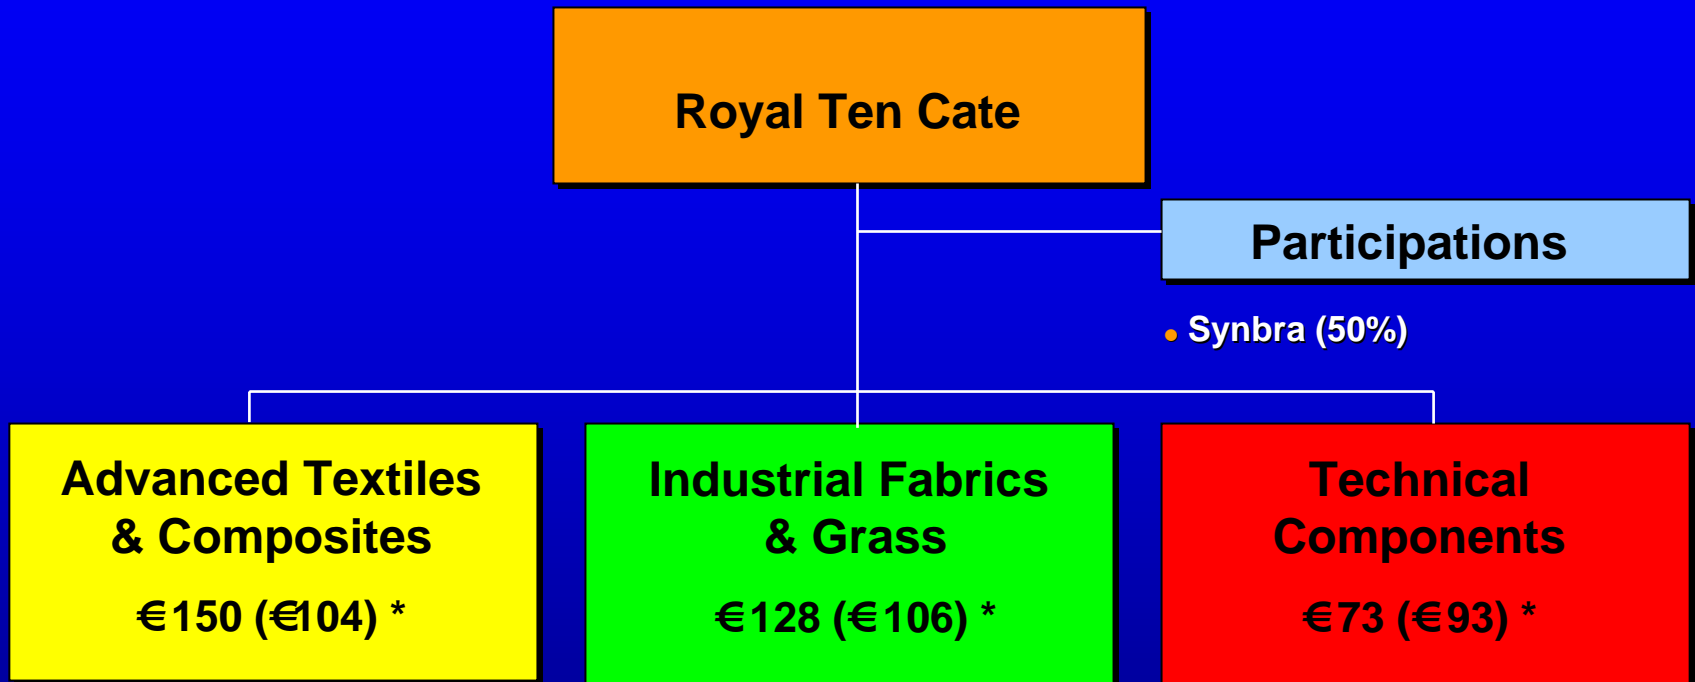 Royal Ten Cate
Participations
• Synbra (50%)
Advanced Textiles
& Composites
€150 (€104) *
Industrial Fabrics
& Grass
€128 (€106) *
Technical
Components
€73 (€93) *